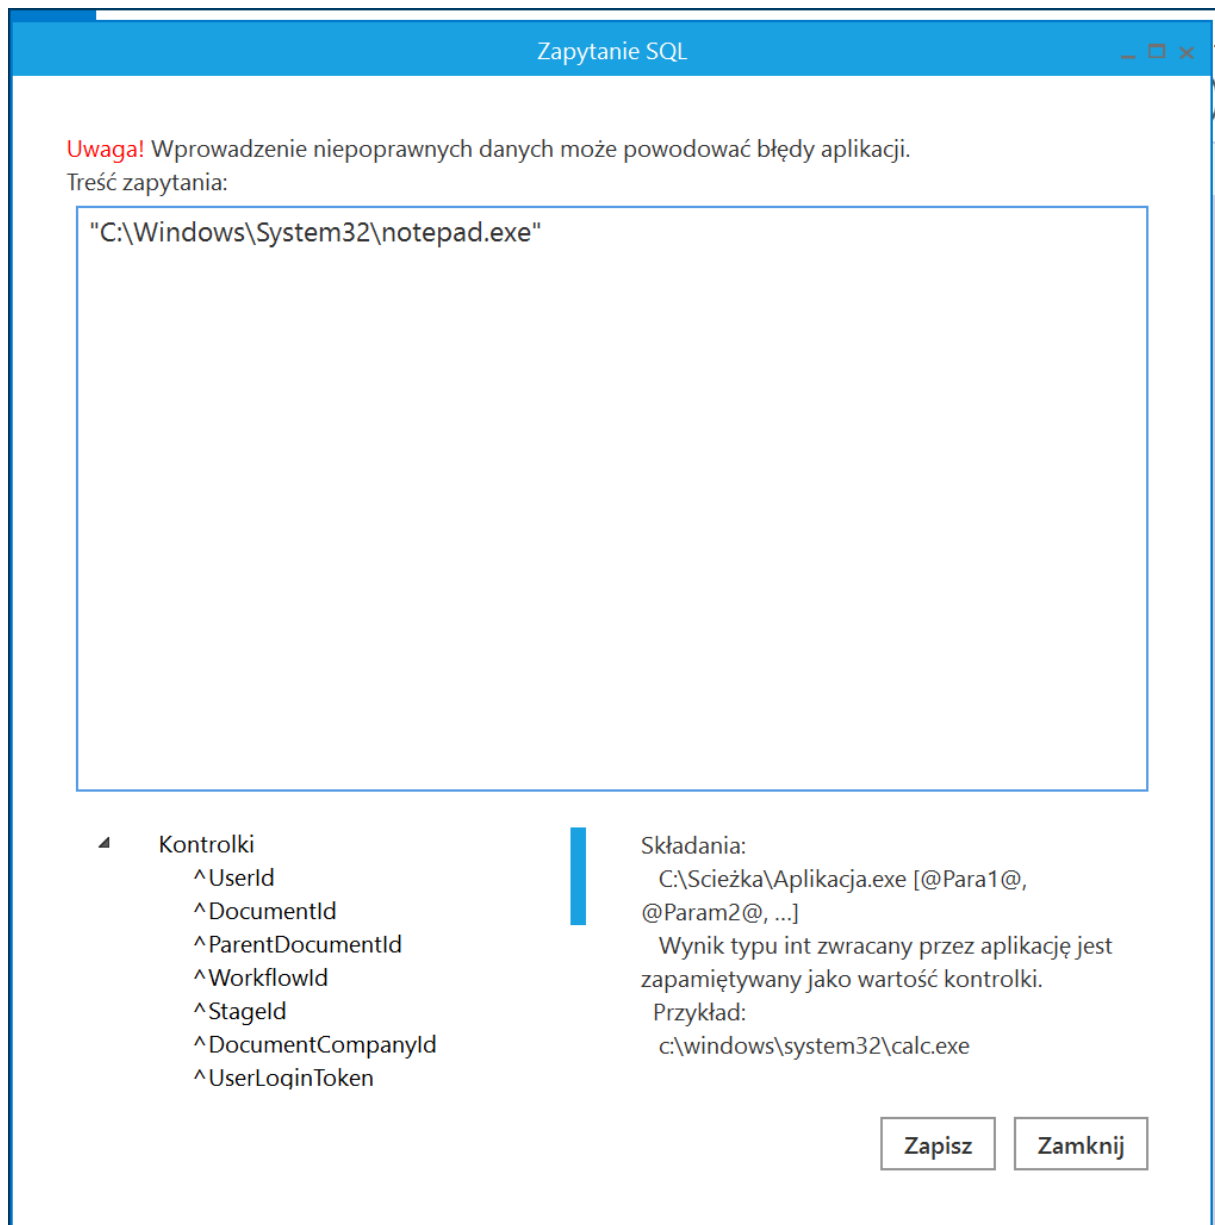 Zapytanie SQL
Uwaga! Wprowadzenie niepoprawnych danych może powodować błędy aplikacji.
Treść zapytania:
"C:\Windows\System32\notepad.exe"
Kontrolki
^UserId
^DocumentId
^ParentDocumentId
^WorkflowId
^StageId
^DocumentCompanyId
^UserLoginToken
Składania:
C:\Scieżka\Aplikacja.exe [@Para1@,
@Param2@, ...]
Wynik typu int zwracany przez aplikację jest
zapamiętywany jako wartość kontrolki.
Przykład:
c:\windows\system32\calc.exe
Zapisz
Zamknij